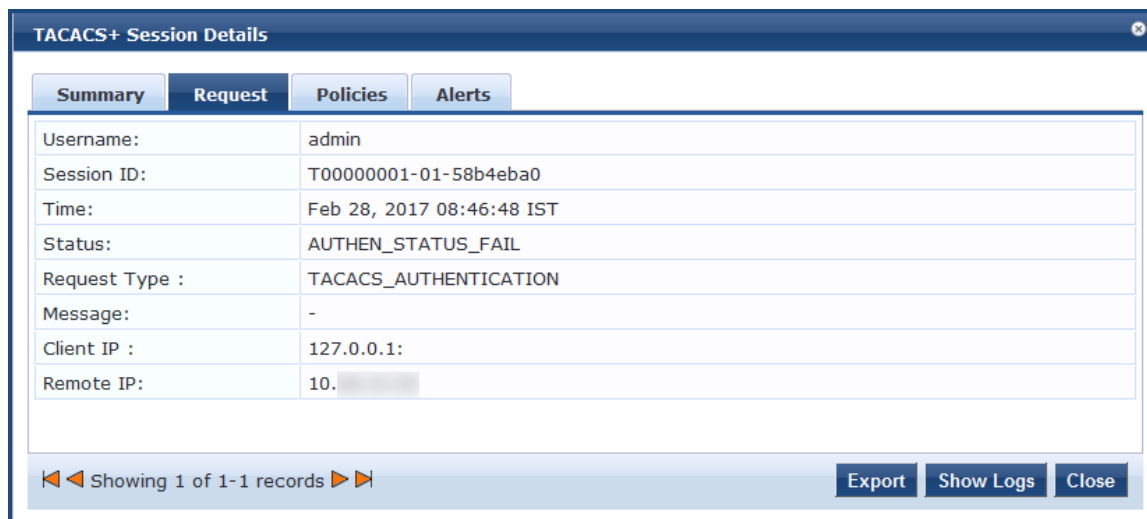 TACACS+ Session Details
Summary Request Policies Alerts
Username: admin
Session ID: T00000001-01-58b4eba0
Time: Feb 28, 2017 08:46:48 IST
Status: AUTHEN_STATUS_FAIL
Request Type : TACACS_AUTHENTICATION
Message: -
Client IP : 127.0.0.1:
Remote IP: 10.
Showing 1 of 1-1 records Export Show Logs Close